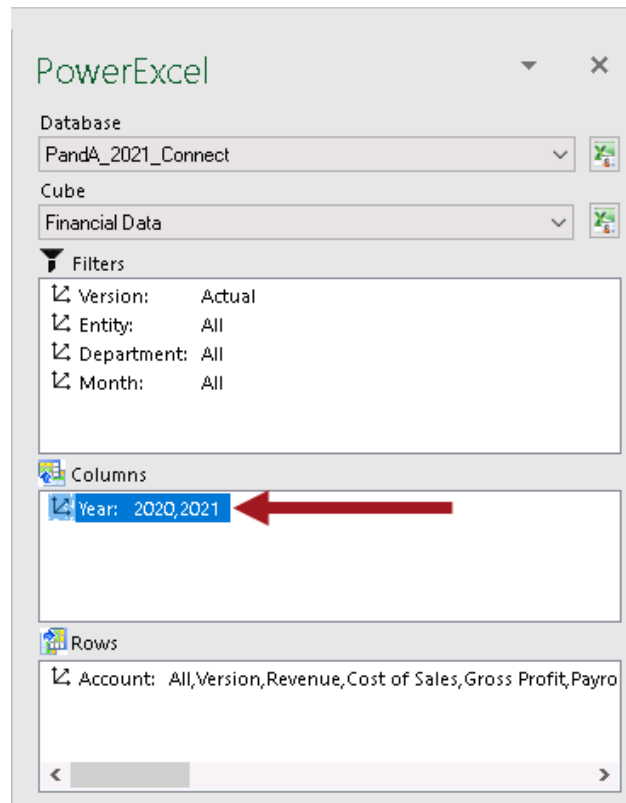 PowerExcel
Database
PandA_2021_Connect
Cube
Financial Data
Filters
Version: Actual
Entity: All
Department: All
Month: All
Columns
Year: 2020,2021
Rows
Account: All,Version,Revenue,Cost of Sales,Gross Profit,Payro